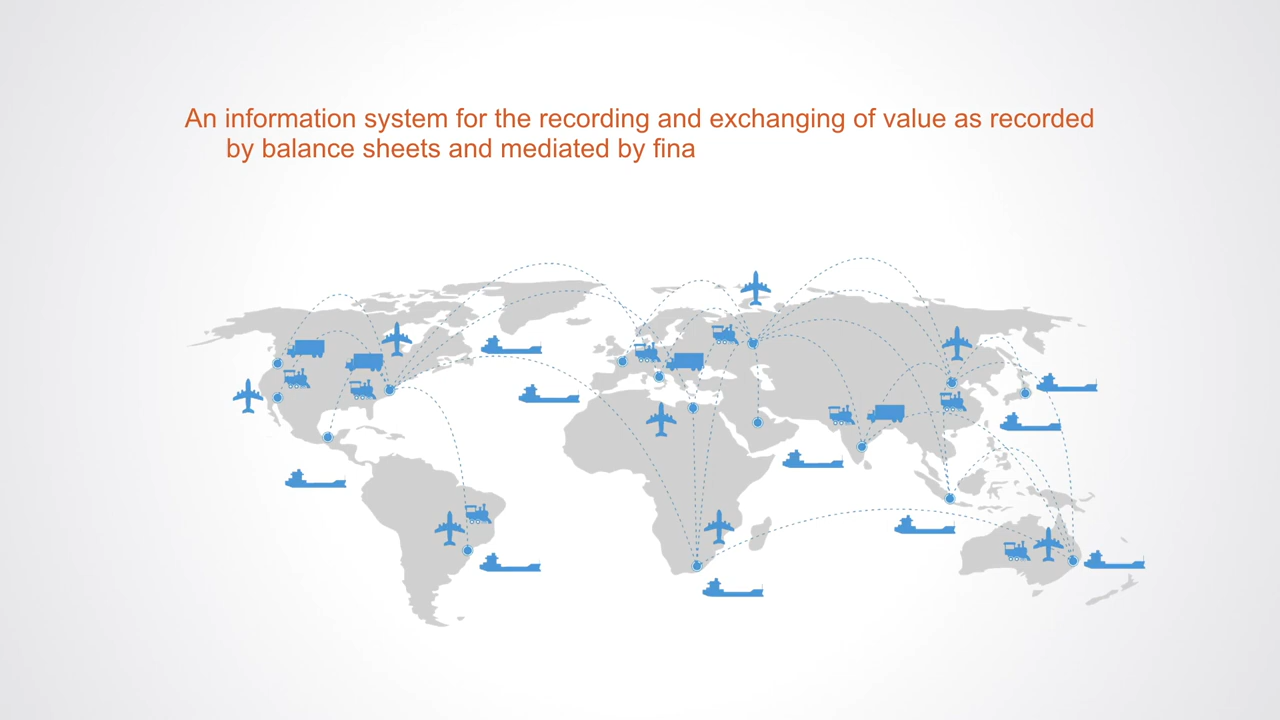 An information system for the recording and exchanging of value as recorded
by balance sheets and mediated by fina